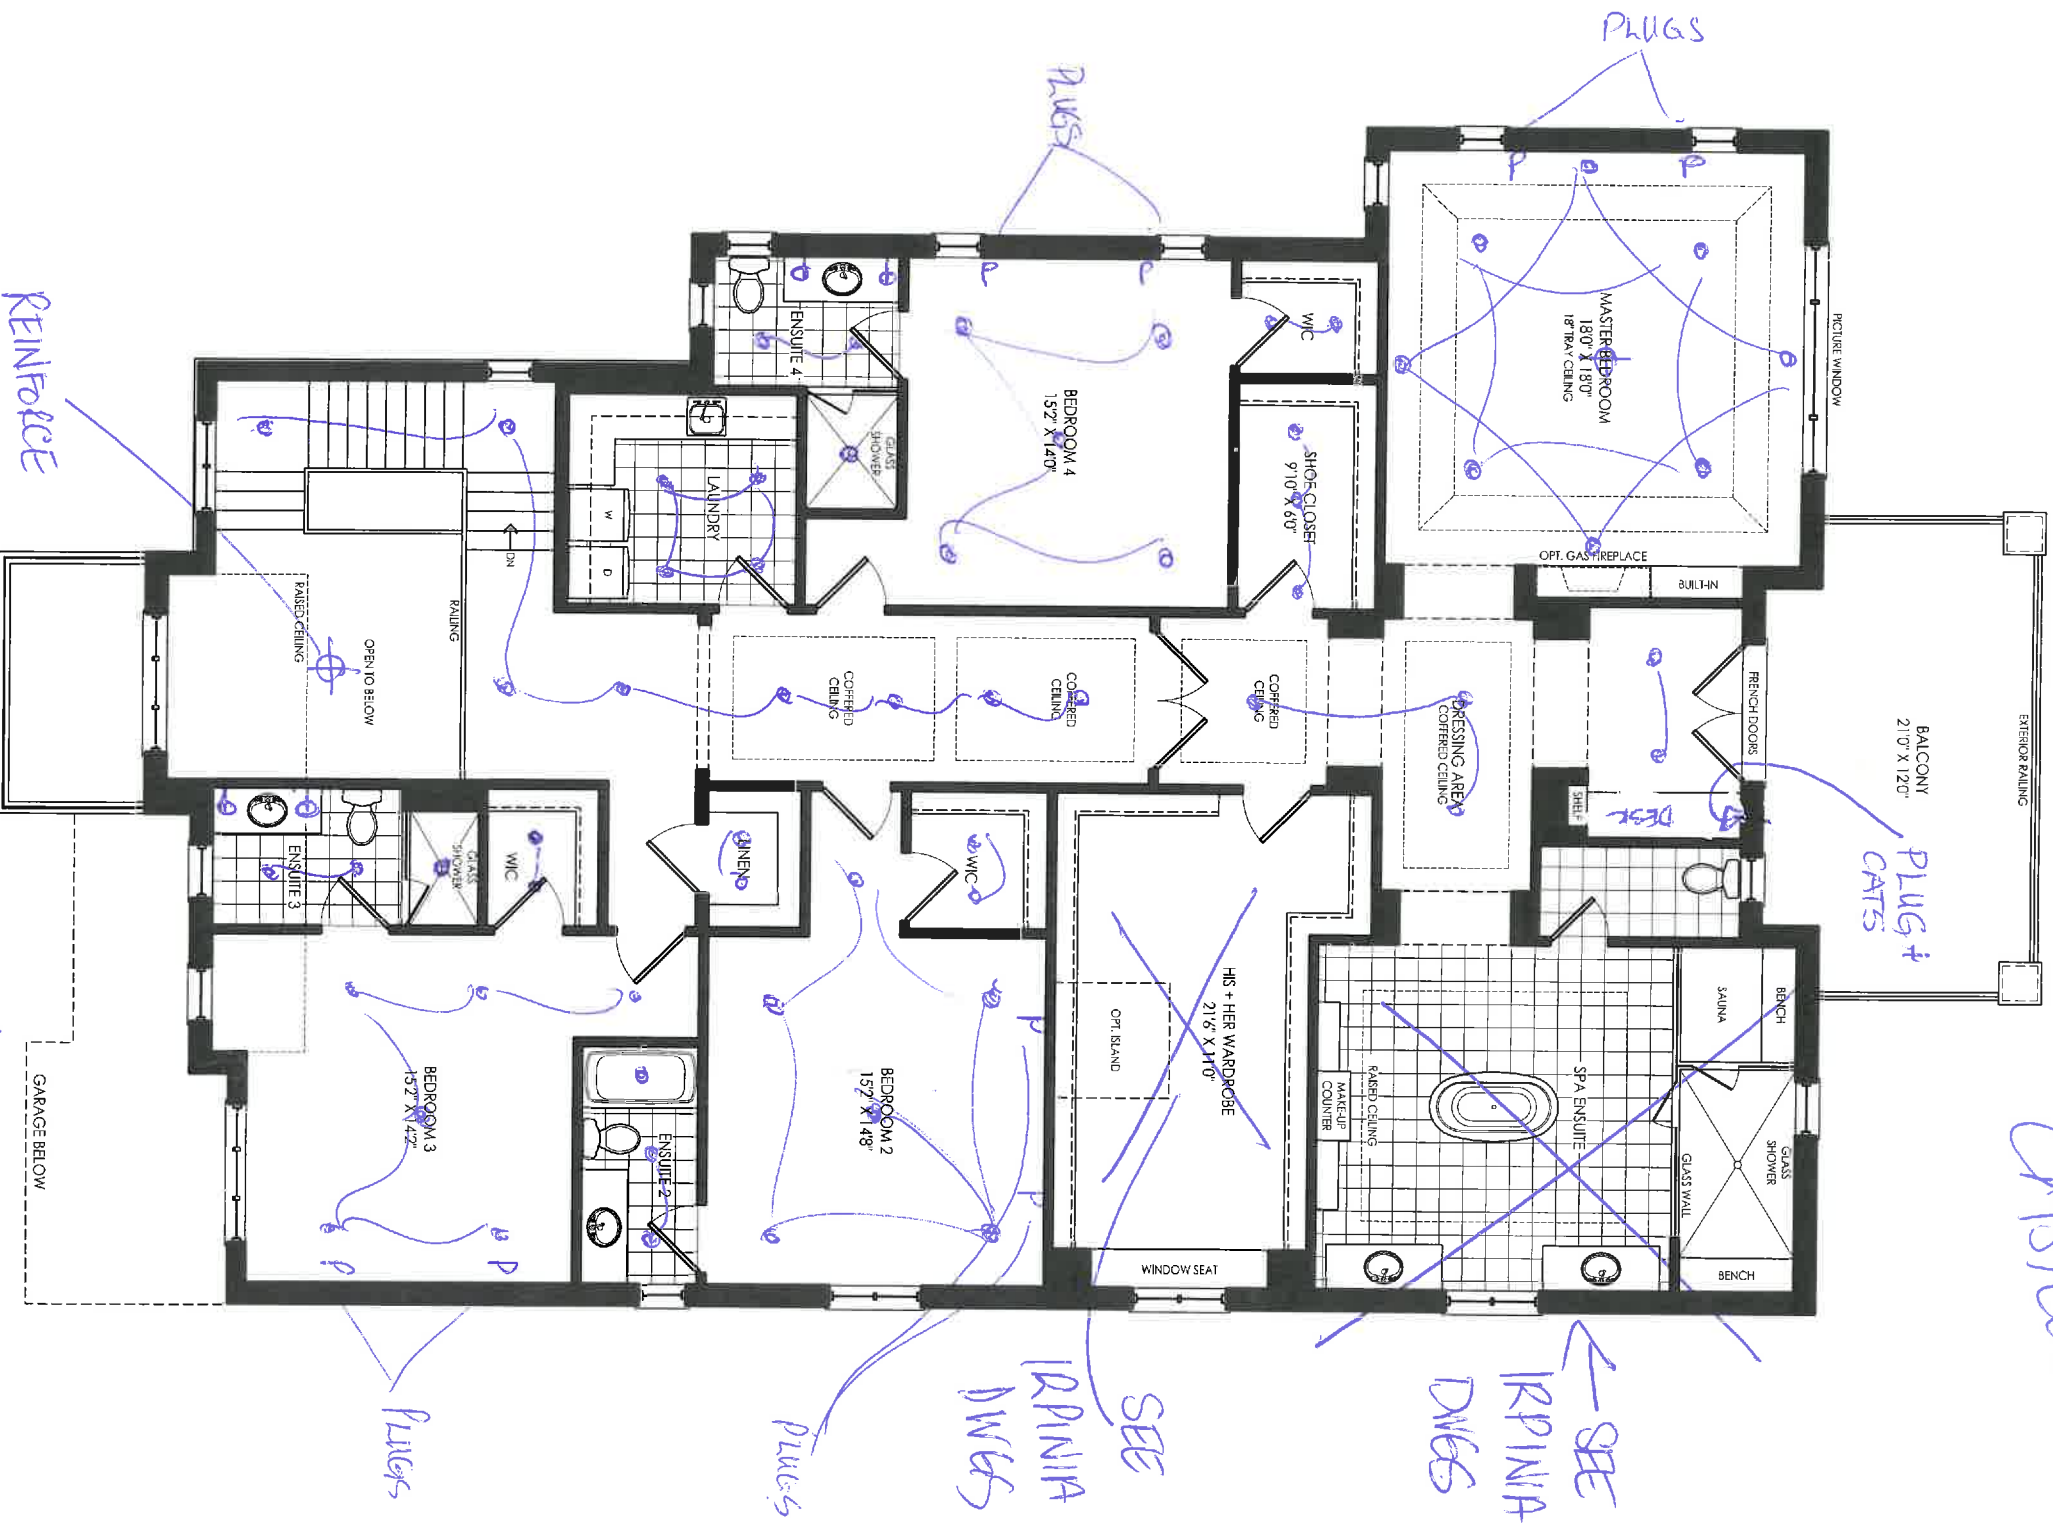 PLUGS
PLUGS
P
P
PICTURE WINDOW
MASTER BEDROOM
18'0" X 18'0"
18" TRAY CEILING
OPT. GAS FIREPLACE
BUILT-IN
EXTERIOR RAILING
BALCONY
21'0" X 12'0"
FRENCH DOORS
SHELF
DESK
PLUG +
CAT5
P
P
WIC
ENSUITE 4
GLASS
SHOWER
BEDROOM 4
15'2" X 14'0"
SHOE CLOSET
9'10" X 6'0"
LAUNDRY
W
D
REINFORCE
DN
RAILING
RAISED CEILING
OPEN TO BELOW
COFFERED
CEILING
COFFERED
CEILING
COFFERED
CEILING
DRESSING AREA
COFFERED CEILING
ENSUITE 3
GLASS
SHOWER
WIC
LINEN
WIC
HIS + HER WARDROBE
21'6" X 11'0"
OPT. ISLAND
WINDOW SEAT
SAUNA
BENCH
SPA ENSUITE
RAISED CEILING
MAKE-UP
COUNTER
GLASS WALL
GLASS
SHOWER
BENCH
BEDROOM 2
15'2" X 14'8"
P
P
ENSUITE 2
BEDROOM 3
15'2" X 14'2"
P
P
GARAGE BELOW
PLUGS
PLUGS
SEE
IRPINIA
DWGS
SEE
IRPINIA
DWGS